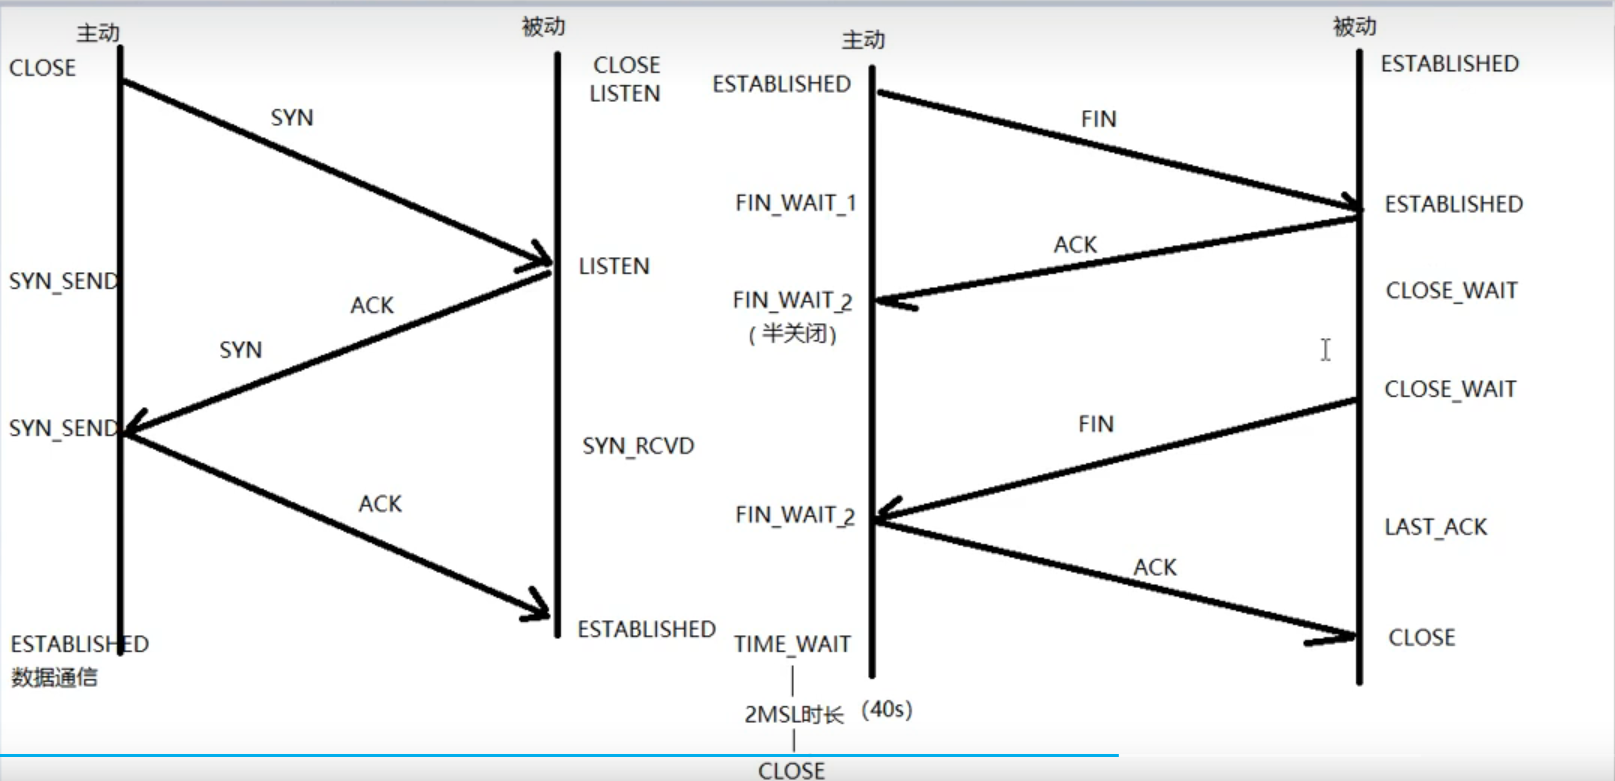 主动
被动
CLOSE
CLOSE
LISTEN
SYN
LISTEN
SYN_SEND
ACK
SYN
SYN_SEND
SYN_RCVD
ACK
ESTABLISHED
ESTABLISHED
数据通信
主动
被动
ESTABLISHED
ESTABLISHED
FIN
FIN_WAIT_1
ESTABLISHED
ACK
CLOSE_WAIT
FIN_WAIT_2
(半关闭)
CLOSE_WAIT
FIN
FIN_WAIT_2
LAST_ACK
ACK
CLOSE
TIME_WAIT
2MSL时长 (40s)
CLOSE